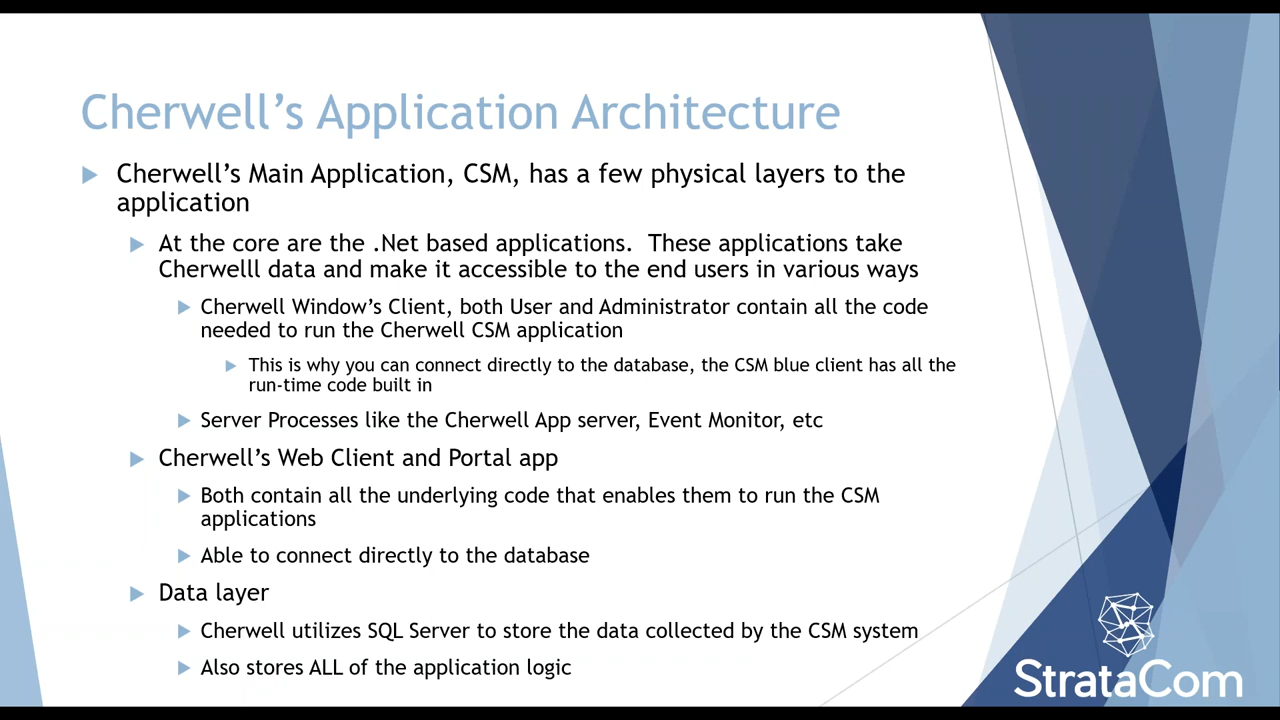 Cherwell’s Application Architecture
Cherwell’s Main Application, CSM, has a few physical layers to the
application
At the core are the .Net based applications.  These applications take
Cherwelll data and make it accessible to the end users in various ways
Cherwell Window’s Client, both User and Administrator contain all the code
needed to run the Cherwell CSM application
This is why you can connect directly to the database, the CSM blue client has all the
run-time code built in
Server Processes like the Cherwell App server, Event Monitor, etc
Cherwell’s Web Client and Portal app
Both contain all the underlying code that enables them to run the CSM
applications
Able to connect directly to the database
Data layer
Cherwell utilizes SQL Server to store the data collected by the CSM system
Also stores ALL of the application logic
StrataCom